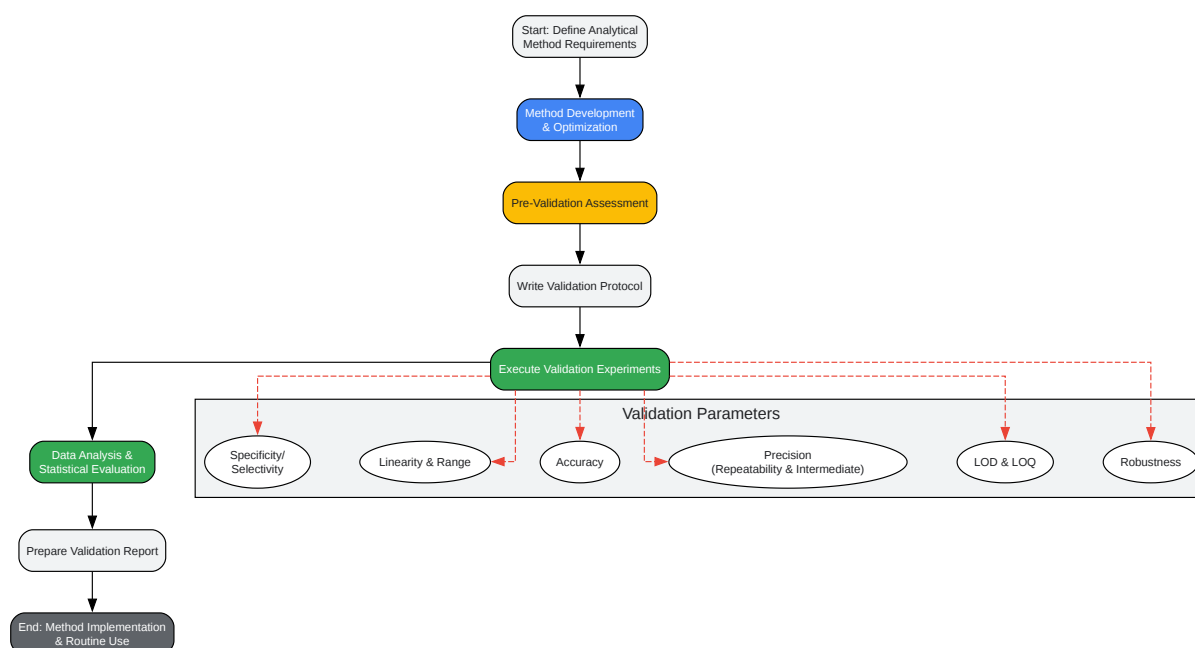 Start: Define Analytical
Method Requirements
Method Development
& Optimization
Pre-Validation Assessment
Write Validation Protocol
Execute Validation Experiments
Validation Parameters
Specificity/
Selectivity
Linearity & Range
Accuracy
Precision
(Repeatability & Intermediate)
LOD & LOQ
Robustness
Data Analysis &
Statistical Evaluation
Prepare Validation Report
End: Method Implementation
& Routine Use